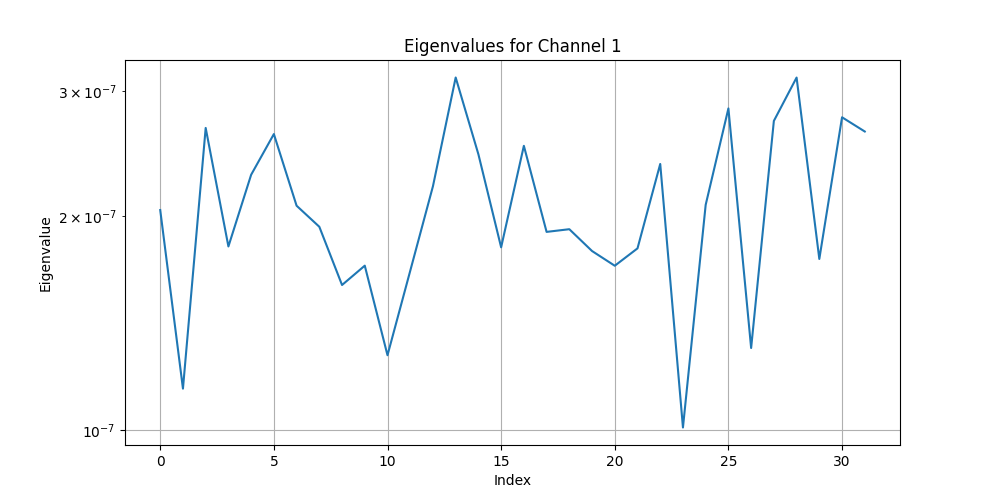 Eigenvalues for Channel 1
Eigenvalue
3 × 10⁻⁷
2 × 10⁻⁷
10⁻⁷
0 5 10 15 20 25 30
Index